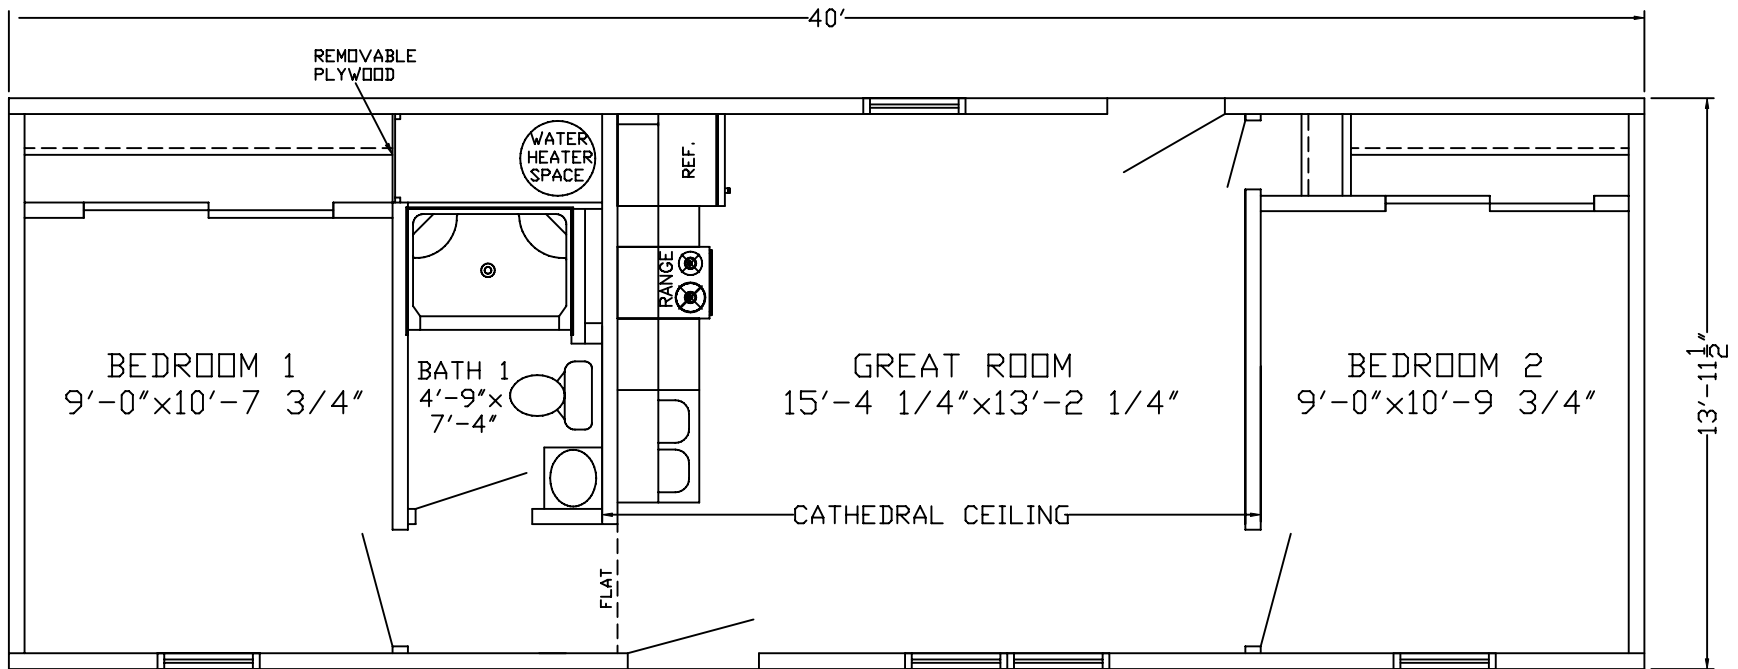 40'
REMOVABLE
PLYWOOD
WATER
HEATER
SPACE
REF.
RANGE
BEDROOM 1
9'-0"x10'-7 3/4"
BATH 1
4'-9"x
7'-4"
GREAT ROOM
15'-4 1/4"x13'-2 1/4"
BEDROOM 2
9'-0"x10'-9 3/4"
13'-11½"
CATHEDRAL CEILING
FLAT